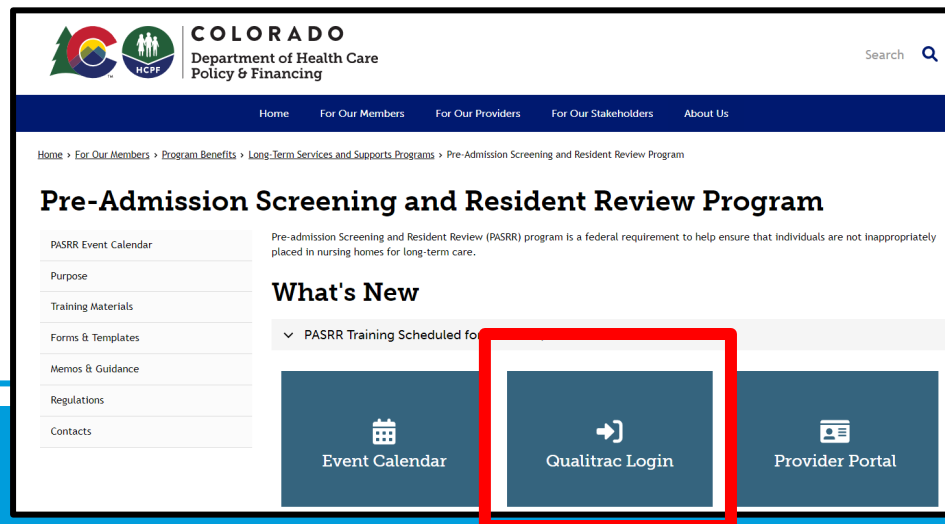 COLORADO
Department of Health Care
Policy & Financing
HCPF
Search
Home For Our Members For Our Providers For Our Stakeholders About Us
Home › For Our Members › Program Benefits › Long-Term Services and Supports Programs › Pre-Admission Screening and Resident Review Program
Pre-Admission Screening and Resident Review Program
PASRR Event Calendar
Purpose
Training Materials
Forms & Templates
Memos & Guidance
Regulations
Contacts
Pre-admission Screening and Resident Review (PASRR) program is a federal requirement to help ensure that individuals are not inappropriately
placed in nursing homes for long-term care.
What's New
PASRR Training Scheduled for
Event Calendar
Qualitrac Login
Provider Portal